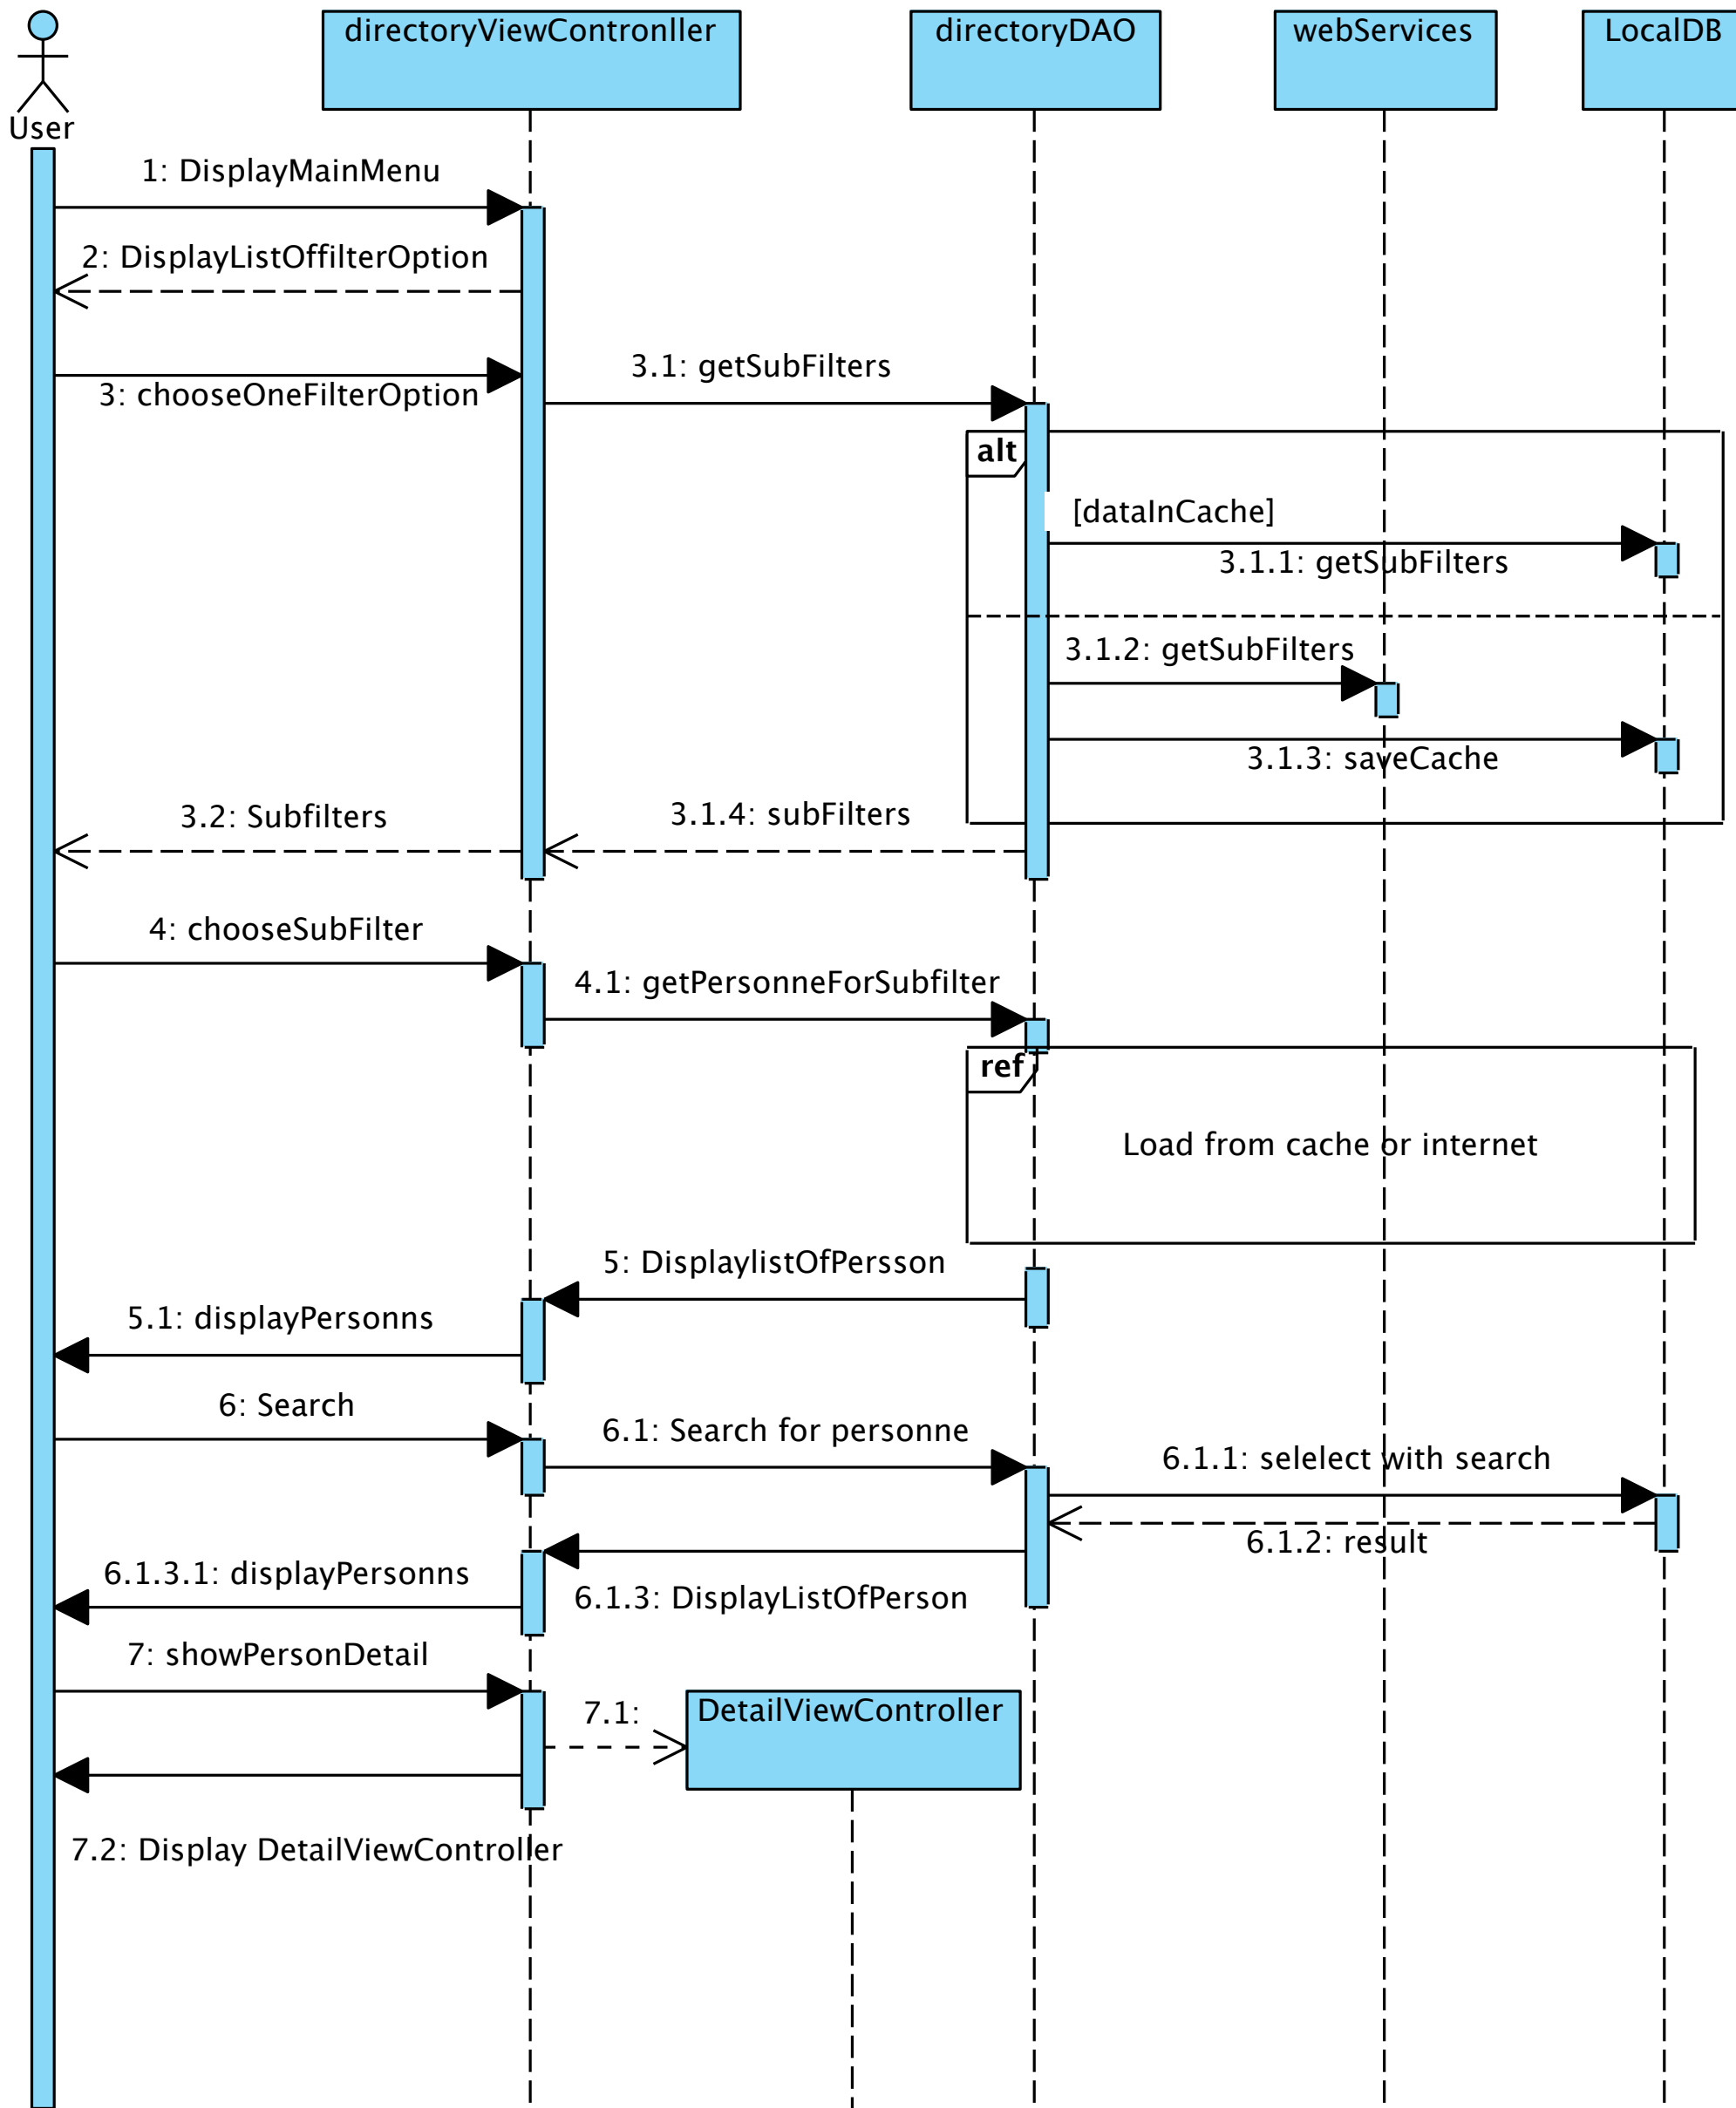 directoryViewContronller
directoryDAO
webServices
LocalDB
User
1: DisplayMainMenu
2: DisplayListOffilterOption
3.1: getSubFilters
3: chooseOneFilterOption
alt
[dataInCache]
3.1.1: getSubFilters
3.1.2: getSubFilters
3.1.3: saveCache
3.2: Subfilters
3.1.4: subFilters
4: chooseSubFilter
4.1: getPersonneForSubfilter
ref
Load from cache or internet
5: DisplaylistOfPersson
5.1: displayPersonns
6: Search
6.1: Search for personne
6.1.1: selelect with search
6.1.2: result
6.1.3.1: displayPersonns
6.1.3: DisplayListOfPerson
7: showPersonDetail
7.1:
DetailViewController
7.2: Display DetailViewController